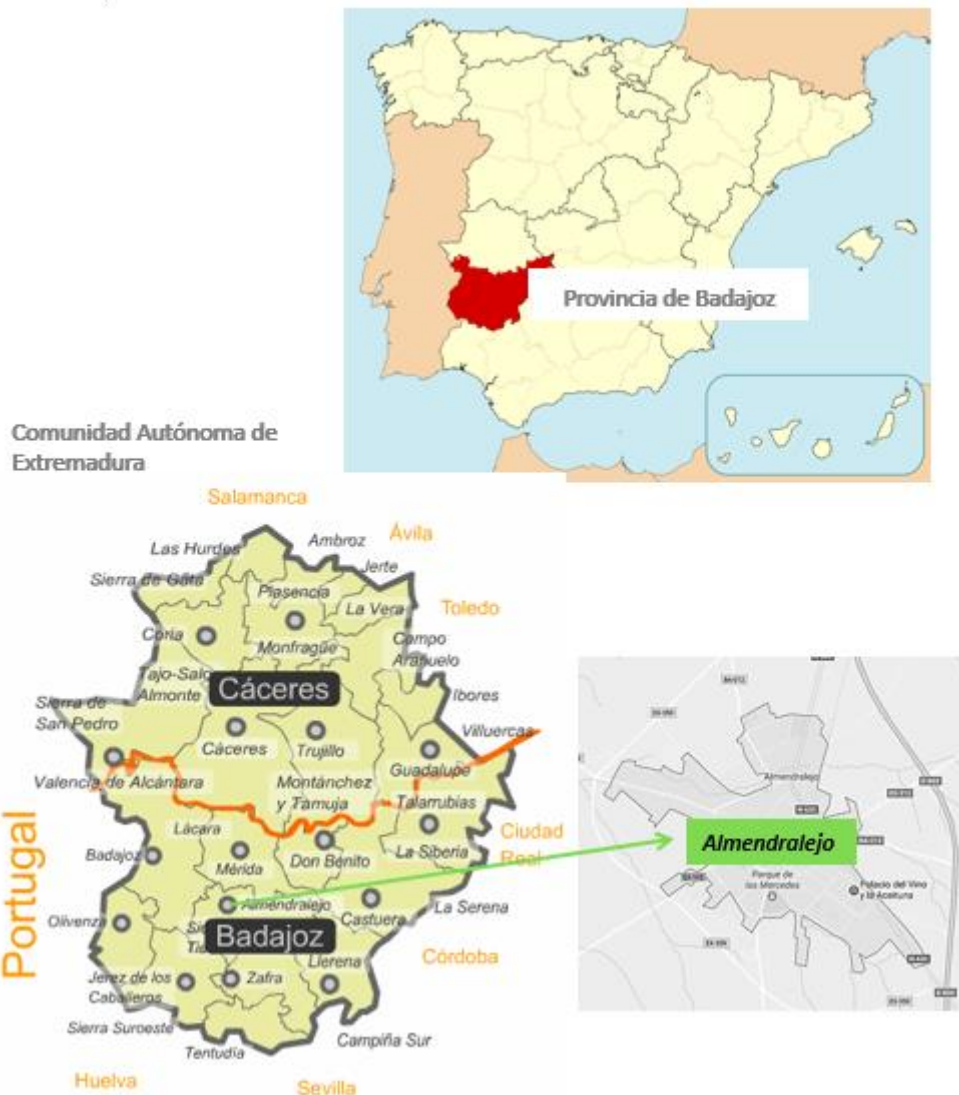 Provincia de Badajoz
Comunidad Autónoma de
Extremadura
Salamanca
Ávila
Ambroz
Las Hurdes
Jerte
Sierra de Gata
Plasencia
La Vera
Toledo
Coria
Monfragüe
Campo
Arañuelo
Tajo-Salor
Almonte
Cáceres
Ibores
Sierra de
San Pedro
Villuercas
Cáceres
Trujillo
Guadalupe
Valencia de Alcántara
Montánchez
y Tamuja
Talarrubias
Portugal
Lácara
Ciudad
Real
Badajoz
Mérida
Don Benito
La Siberia
Almendralejo
Castuera
La Serena
Olivenza
Badajoz
Córdoba
Llerena
Jerez de los
Caballeros
Zafra
Sierra Suroeste
Tentudía
Campiña Sur
Huelva
Sevilla
Almendralejo
Almendralejo
Parque de
las Mercedes
Palacio del Vino
y la Aceituna